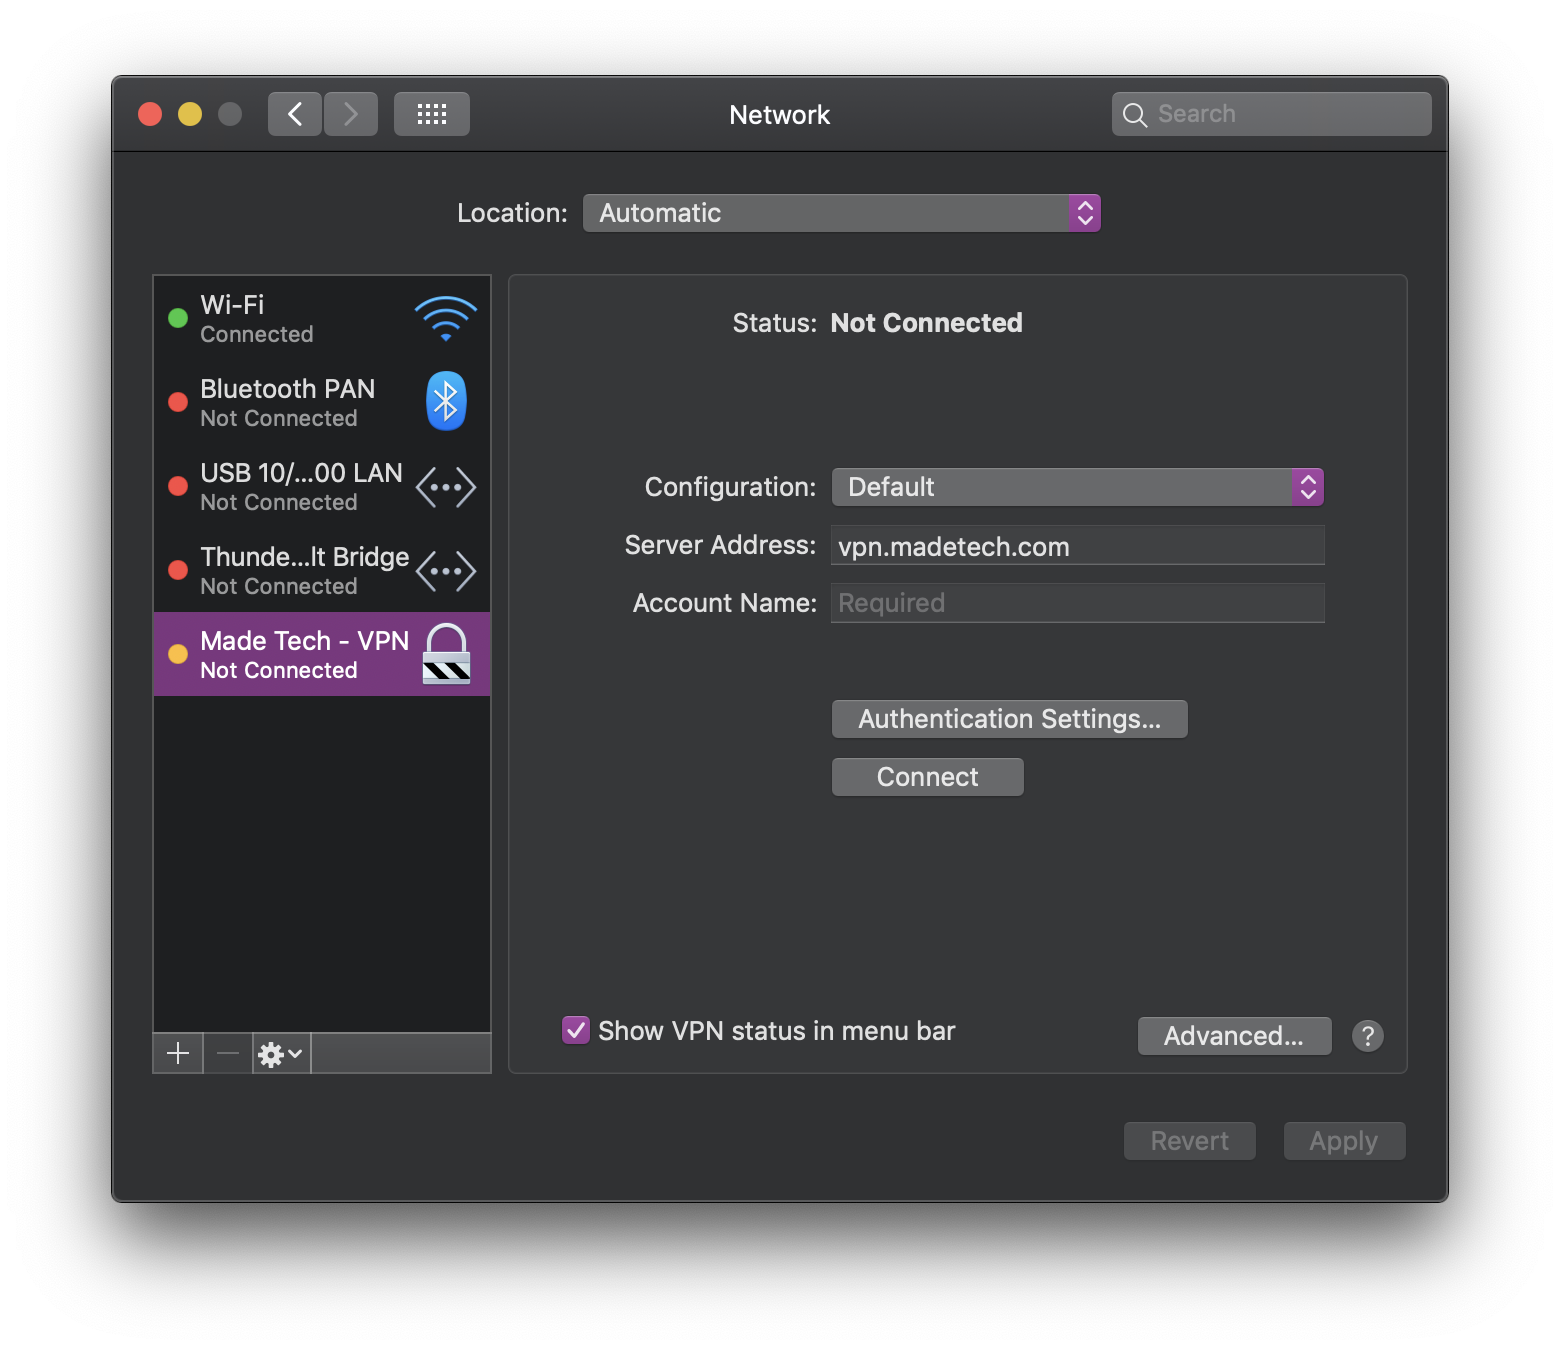 Network
Search
Location: Automatic
Wi-Fi
Connected
Bluetooth PAN
Not Connected
USB 10/...00 LAN
Not Connected
Thunde...lt Bridge
Not Connected
Made Tech - VPN
Not Connected
Status: Not Connected
Configuration: Default
Server Address: vpn.madetech.com
Account Name: Required
Authentication Settings...
Connect
Show VPN status in menu bar
Advanced...
?
Revert
Apply